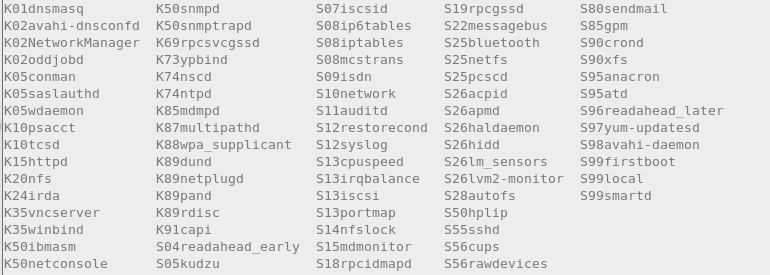 K01dnsmasq K50snmpd S07iscsid S19rpcgssd S80sendmail
K02avahi-dnsconfd K50snmptrapd S08ip6tables S22messagebus S85gpm
K02NetworkManager K69rpcsvcgssd S08iptables S25bluetooth S90crond
K02oddjobd K73ypbind S08mcstrans S25netfs S90xfs
K05conman K74nscd S09isdn S25pcscd S95anacron
K05saslauthd K74ntpd S10network S26acpid S95atd
K05wdaemon K85mdmpd S11auditd S26apmd S96readahead_later
K10psacct K87multipathd S12restorecond S26haldaemon S97yum-updatesd
K10tcsd K88wpa_supplicant S12syslog S26hidd S98avahi-daemon
K15httpd K89dund S13cpuspeed S26lm_sensors S99firstboot
K20nfs K89netplugd S13irqbalance S26lvm2-monitor S99local
K24irda K89pand S13iscsi S28autofs S99smartd
K35vncserver K89rdisc S13portmap S50hplip
K35winbind K91capi S14nfslock S55sshd
K50ibmasm S04readahead_early S15mdmonitor S56cups
K50netconsole S05kudzu S18rpcidmapd S56rawdevices